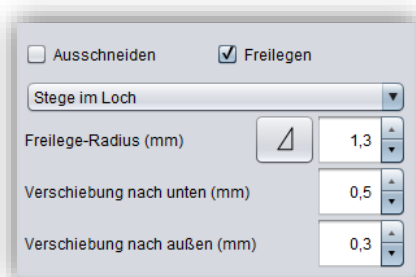 Ausschneiden Freilegen
Stege im Loch
Freilege-Radius (mm) 1,3
Verschiebung nach unten (mm) 0,5
Verschiebung nach außen (mm) 0,3